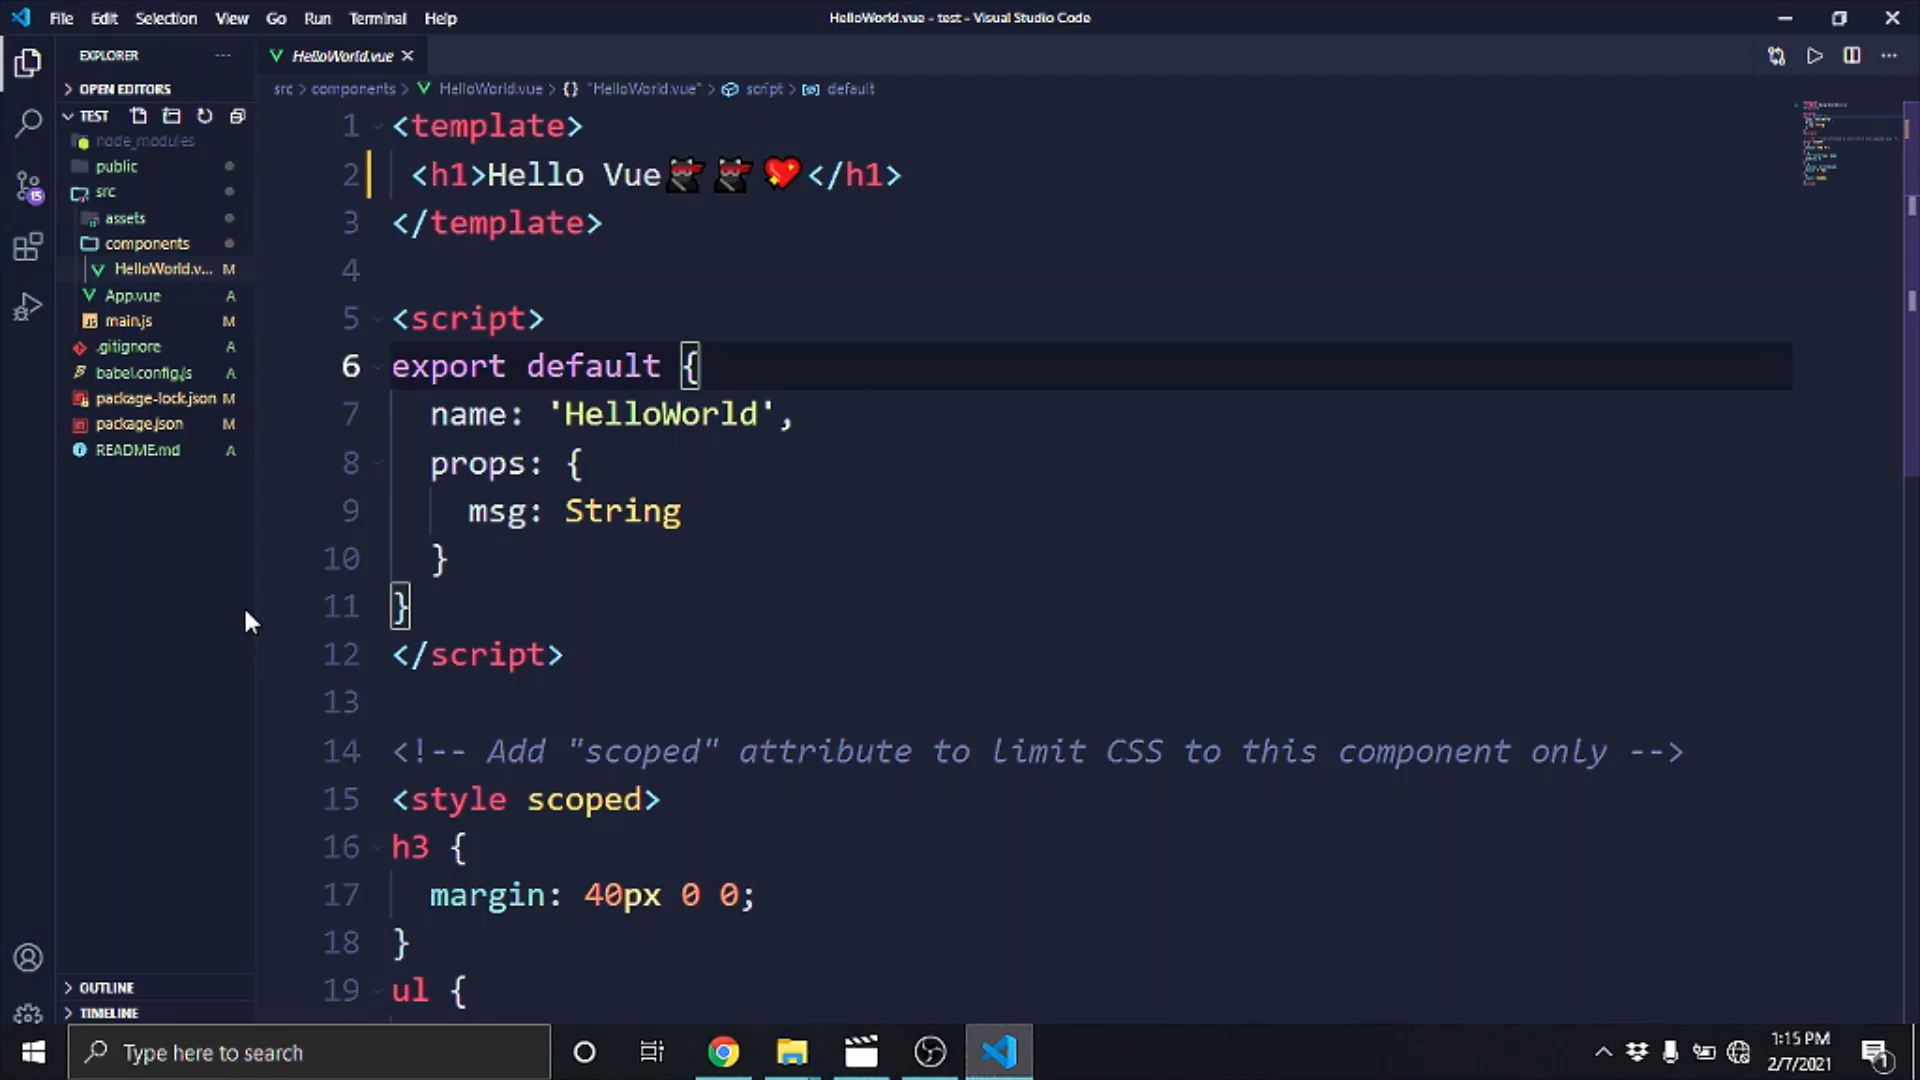 File Edit Selection View Go Run Terminal Help
HelloWorld.vue - test - Visual Studio Code
EXPLORER
HelloWorld.vue
OPEN EDITORS
src > components > HelloWorld.vue > {} "HelloWorld.vue" > script > default
TEST
node_modules
public
src
15
assets
components
HelloWorld.v... M
App.vue A
main.js M
.gitignore A
babel.config.js A
package-lock.json M
package.json M
README.md A
1 <template>
2 <h1>Hello Vue🥷🥷💖</h1>
3 </template>
4
5 <script>
6 export default {
7 name: 'HelloWorld',
8 props: {
9 msg: String
10 }
11 }
12 </script>
13
14 <!-- Add "scoped" attribute to limit CSS to this component only -->
15 <style scoped>
16 h3 {
17 margin: 40px 0 0;
18 }
19 ul {
OUTLINE
TIMELINE
Type here to search
1:15 PM
2/7/2021
1